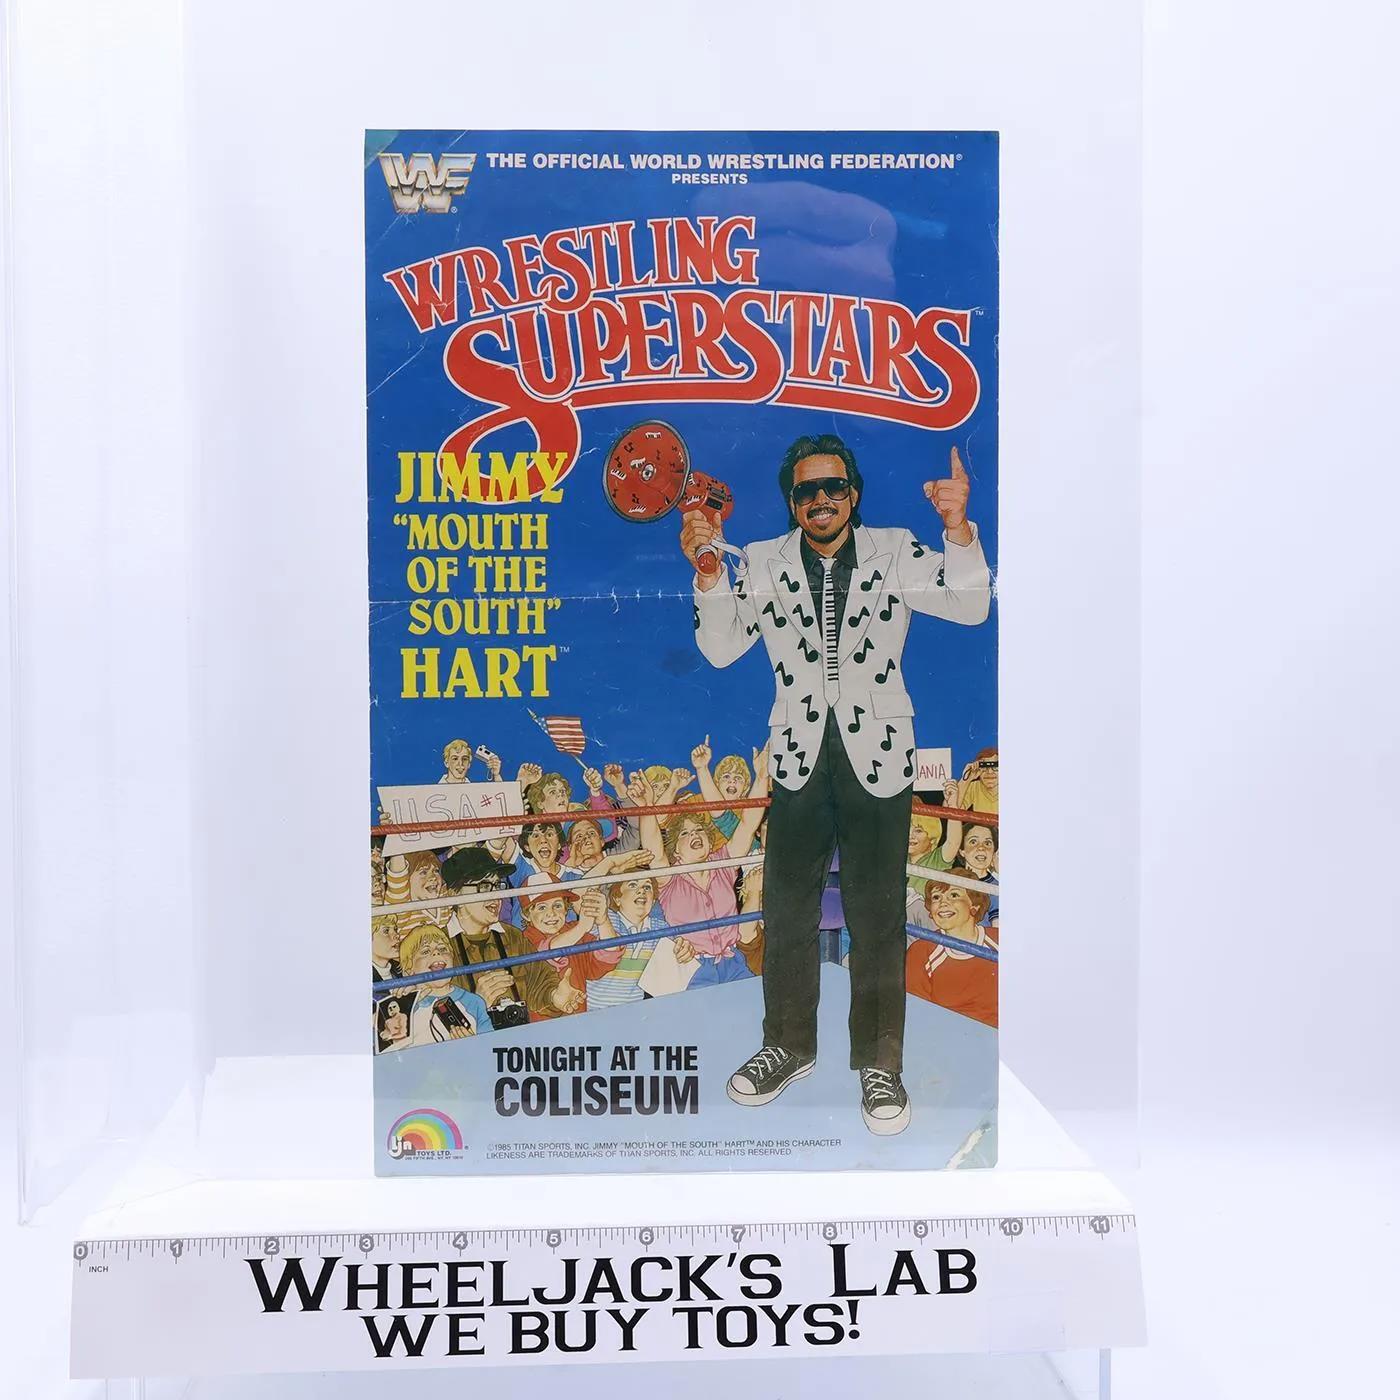 WF
THE OFFICIAL WORLD WRESTLING FEDERATION®
PRESENTS
WRESTLING
SUPERSTARS™
JIMMY
“MOUTH
OF THE
SOUTH”
HART™
USA #1
ANIA
TONIGHT AT THE
COLISEUM
LJN
TOYS LTD.
©1985 TITAN SPORTS, INC. JIMMY “MOUTH OF THE SOUTH” HART™ AND HIS CHARACTER
LIKENESS ARE TRADEMARKS OF TITAN SPORTS, INC. ALL RIGHTS RESERVED.
0 1 2 3 4 5 6 7 8 9 10 11
INCH
WHEELJACK'S LAB
WE BUY TOYS!